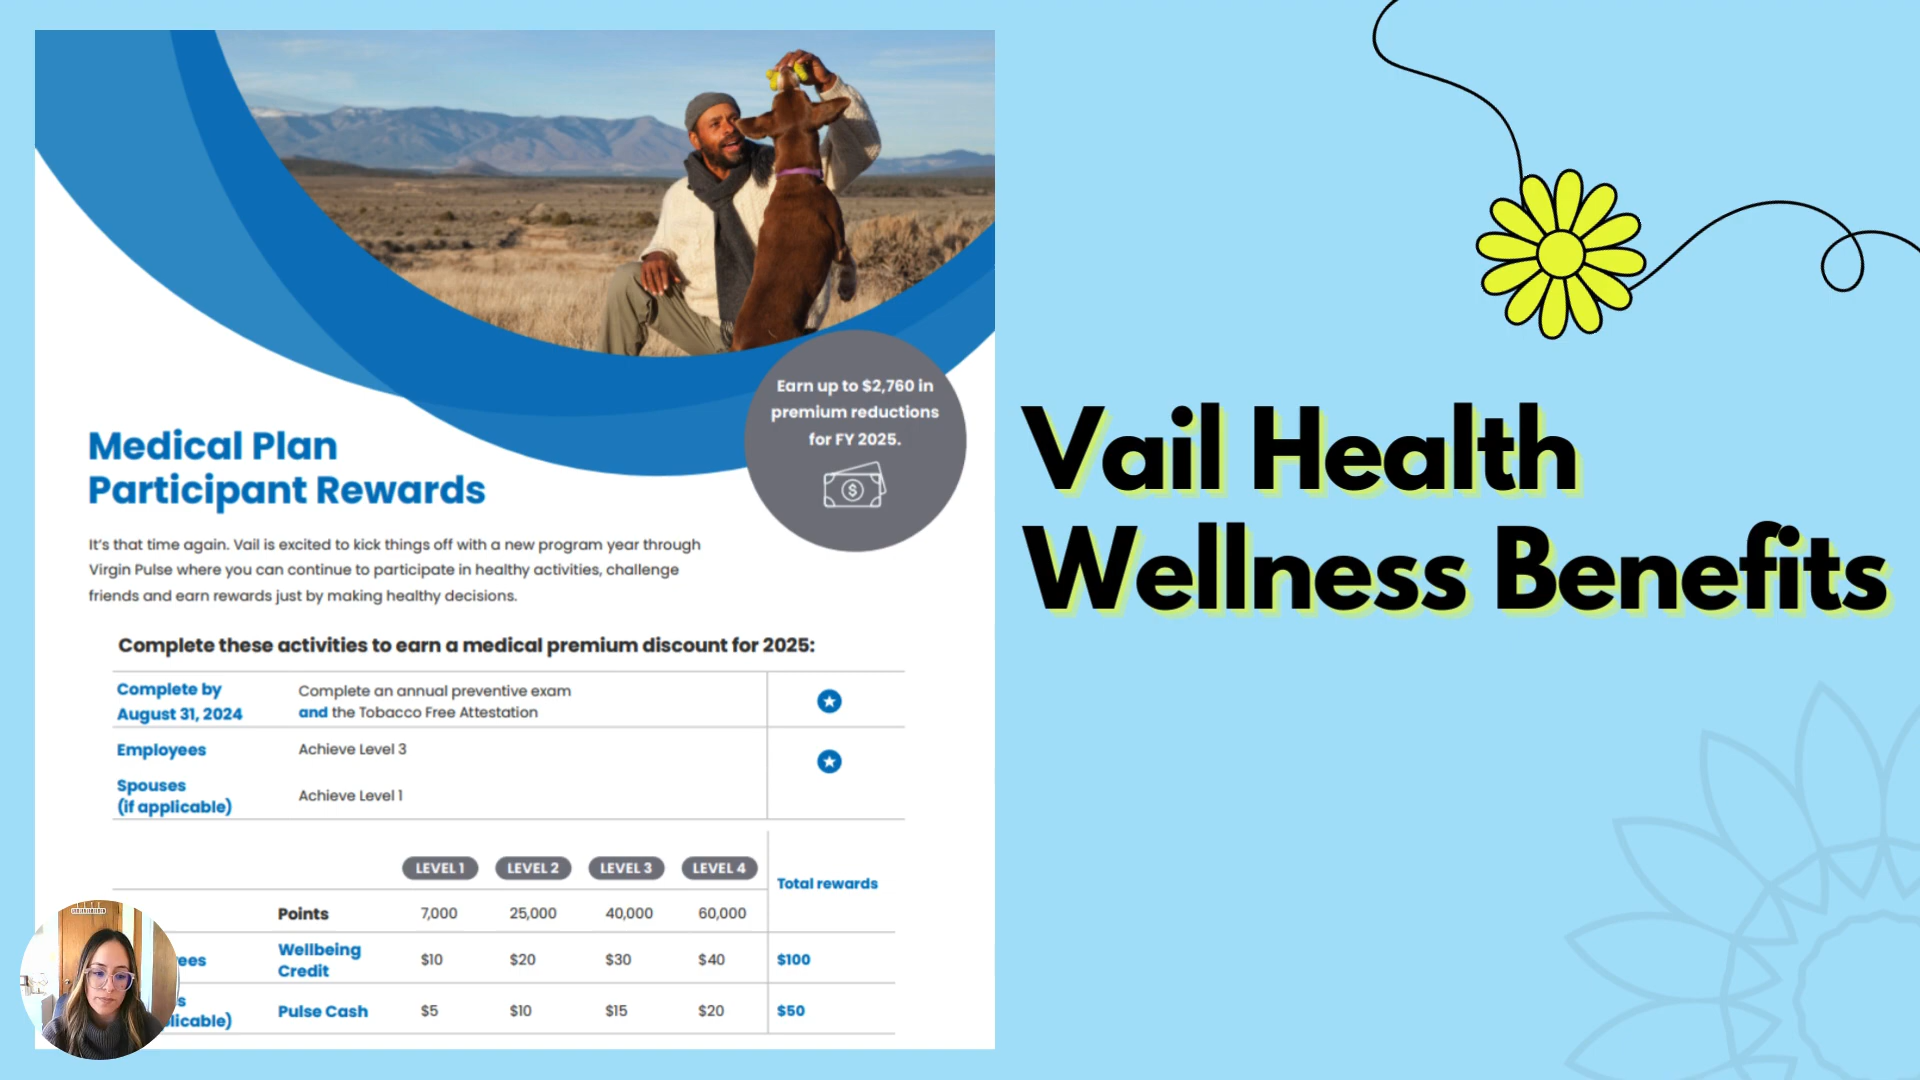 Earn up to $2,760 in
premium reductions
for FY 2025.
$
Medical Plan
Participant Rewards
It's that time again. Vail is excited to kick things off with a new program year through
Virgin Pulse where you can continue to participate in healthy activities, challenge
friends and earn rewards just by making healthy decisions.
Complete these activities to earn a medical premium discount for 2025:
Complete by
August 31, 2024
Complete an annual preventive exam
and the Tobacco Free Attestation
Employees Achieve Level 3
Spouses
(if applicable)
Achieve Level 1
LEVEL 1 LEVEL 2 LEVEL 3 LEVEL 4 Total rewards
Points 7,000 25,000 40,000 60,000
ees Wellbeing
Credit
$10 $20 $30 $40 $100
s
licable)
Pulse Cash $5 $10 $15 $20 $50
Vail Health
Wellness Benefits